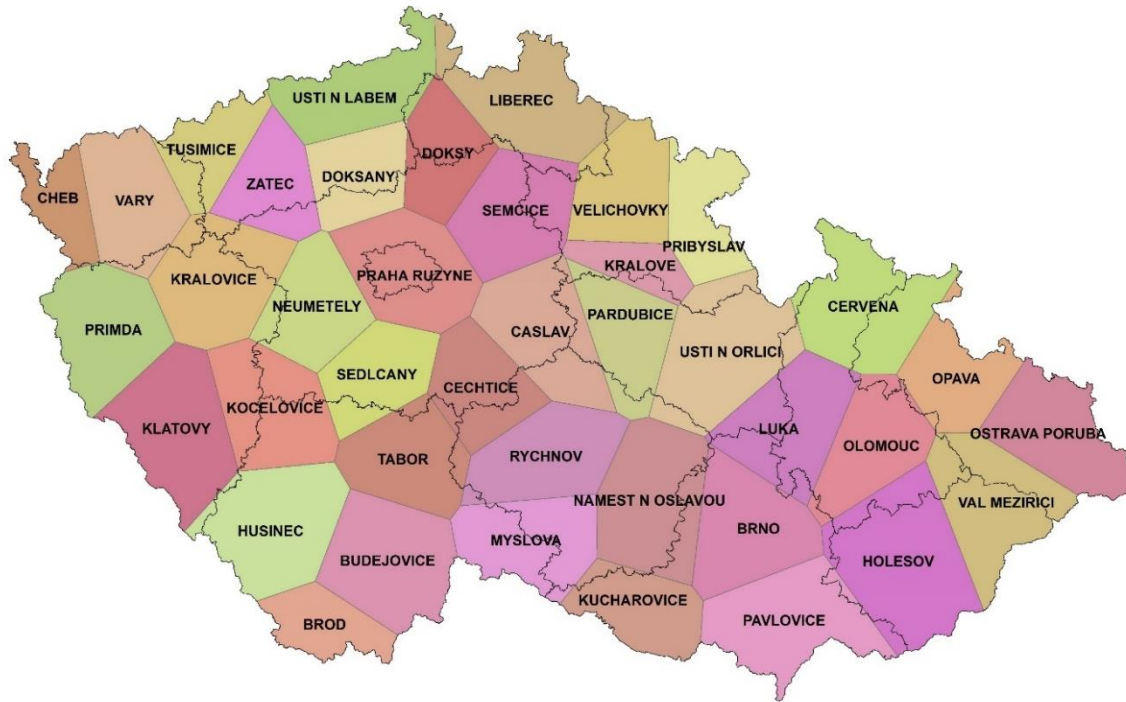 USTI N LABEM
LIBEREC
TUSIMICE
DOKSY
DOKSANY
ZATEC
CHEB
VARY
SEMCICE
VELICHOVKY
PRIBYSLAV
KRALOVE
KRALOVICE
PRAHA RUZYNE
NEUMETELY
PARDUBICE
CERVENA
PRIMDA
CASLAV
USTI N ORLICI
SEDLCANY
OPAVA
CECHTICE
KOCELOVICE
KLATOVY
LUKA
OSTRAVA PORUBA
OLOMOUC
TABOR
RYCHNOV
NAMEST N OSLAVOU
VAL MEZIRICI
HUSINEC
BRNO
MYSLOVA
BUDEJOVICE
HOLESOV
KUCHAROVICE
PAVLOVICE
BROD